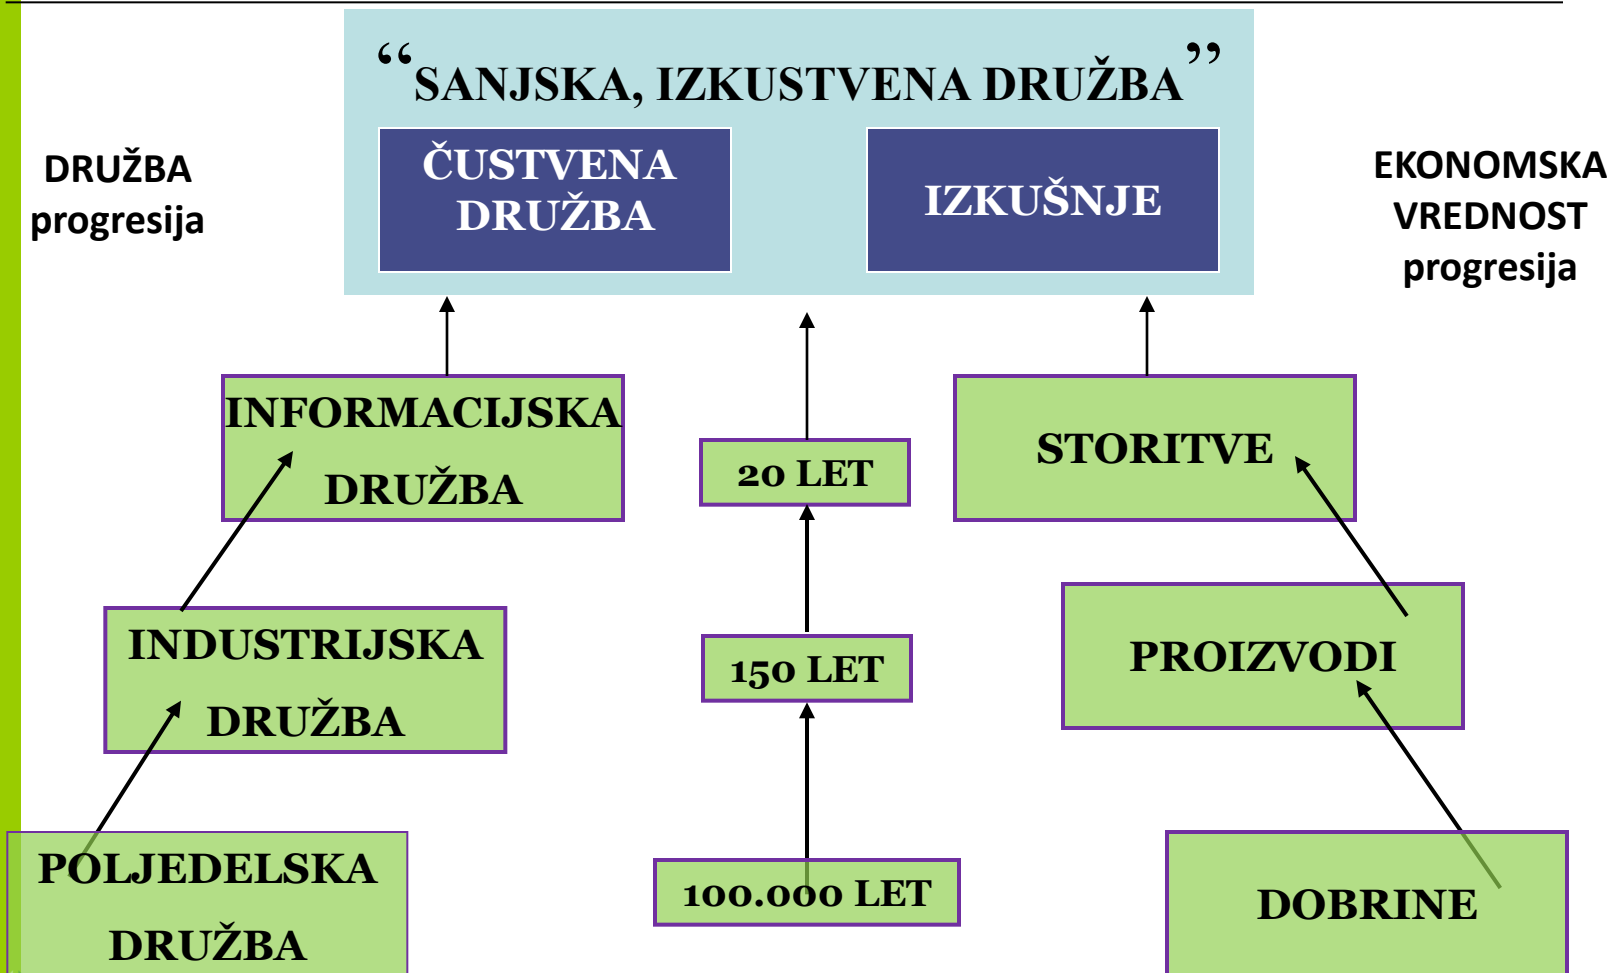 “SANJSKA, IZKUSTVENA DRUŽBA”
DRUŽBA
progresija
ČUSTVENA
DRUŽBA
IZKUŠNJE
EKONOMSKA
VREDNOST
progresija
INFORMACIJSKA
DRUŽBA
20 LET
STORITVE
INDUSTRIJSKA
DRUŽBA
150 LET
PROIZVODI
POLJEDELSKA
DRUŽBA
100.000 LET
DOBRINE